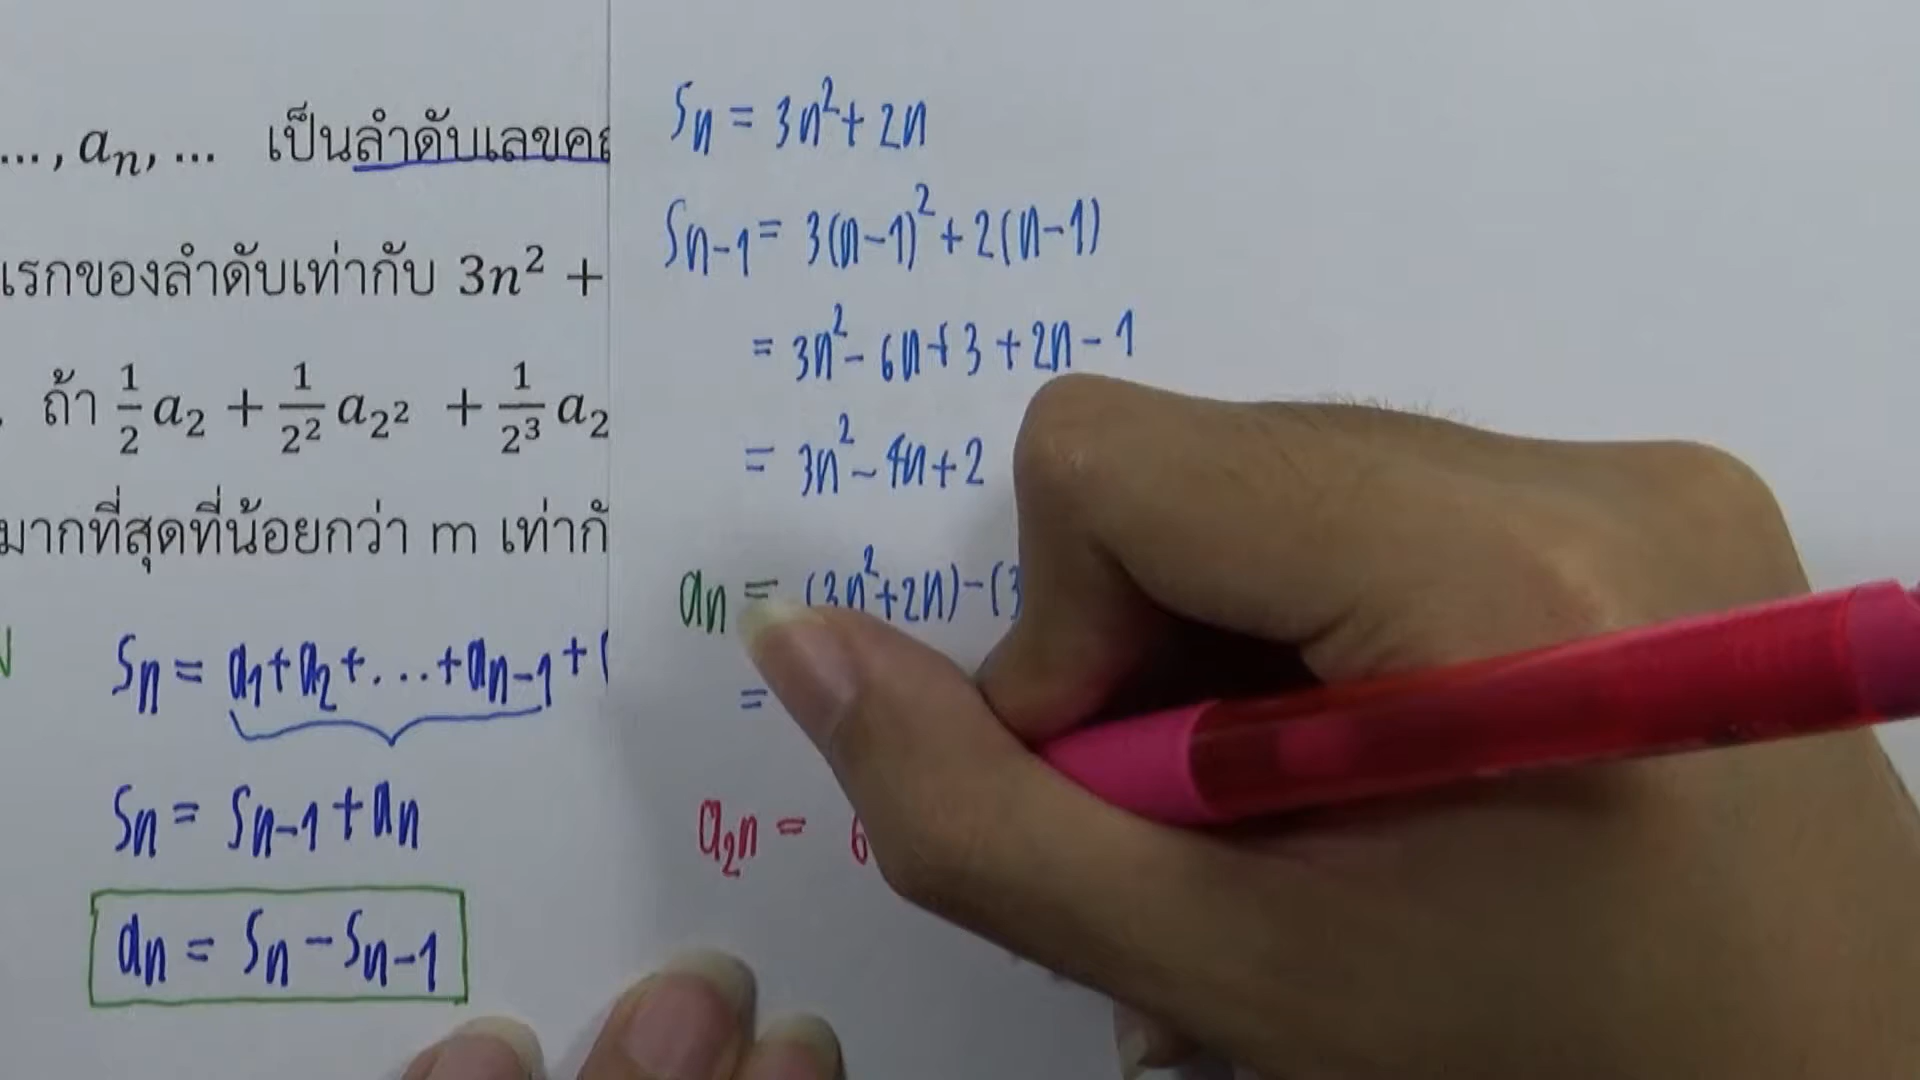 ..., aₙ, ... เป็นลำดับเลขค
แรกของลำดับเท่ากับ 3n² +
ถ้า 1/2 a₂ + 1/2² a₂² + 1/2³ a₂
มากที่สุดที่น้อยกว่า m เท่ากั
Sn = a₁+a₂+...+aₙ₋₁+
Sn = Sn-1 + an
an = Sn - Sn-1
Sn = 3n²+ 2n
Sn-1 = 3(n-1)² + 2(n-1)
= 3n² - 6n + 3 + 2n - 1
= 3n² - 4n + 2
an = (3n²+2n)-(3
=
a₂n = 6